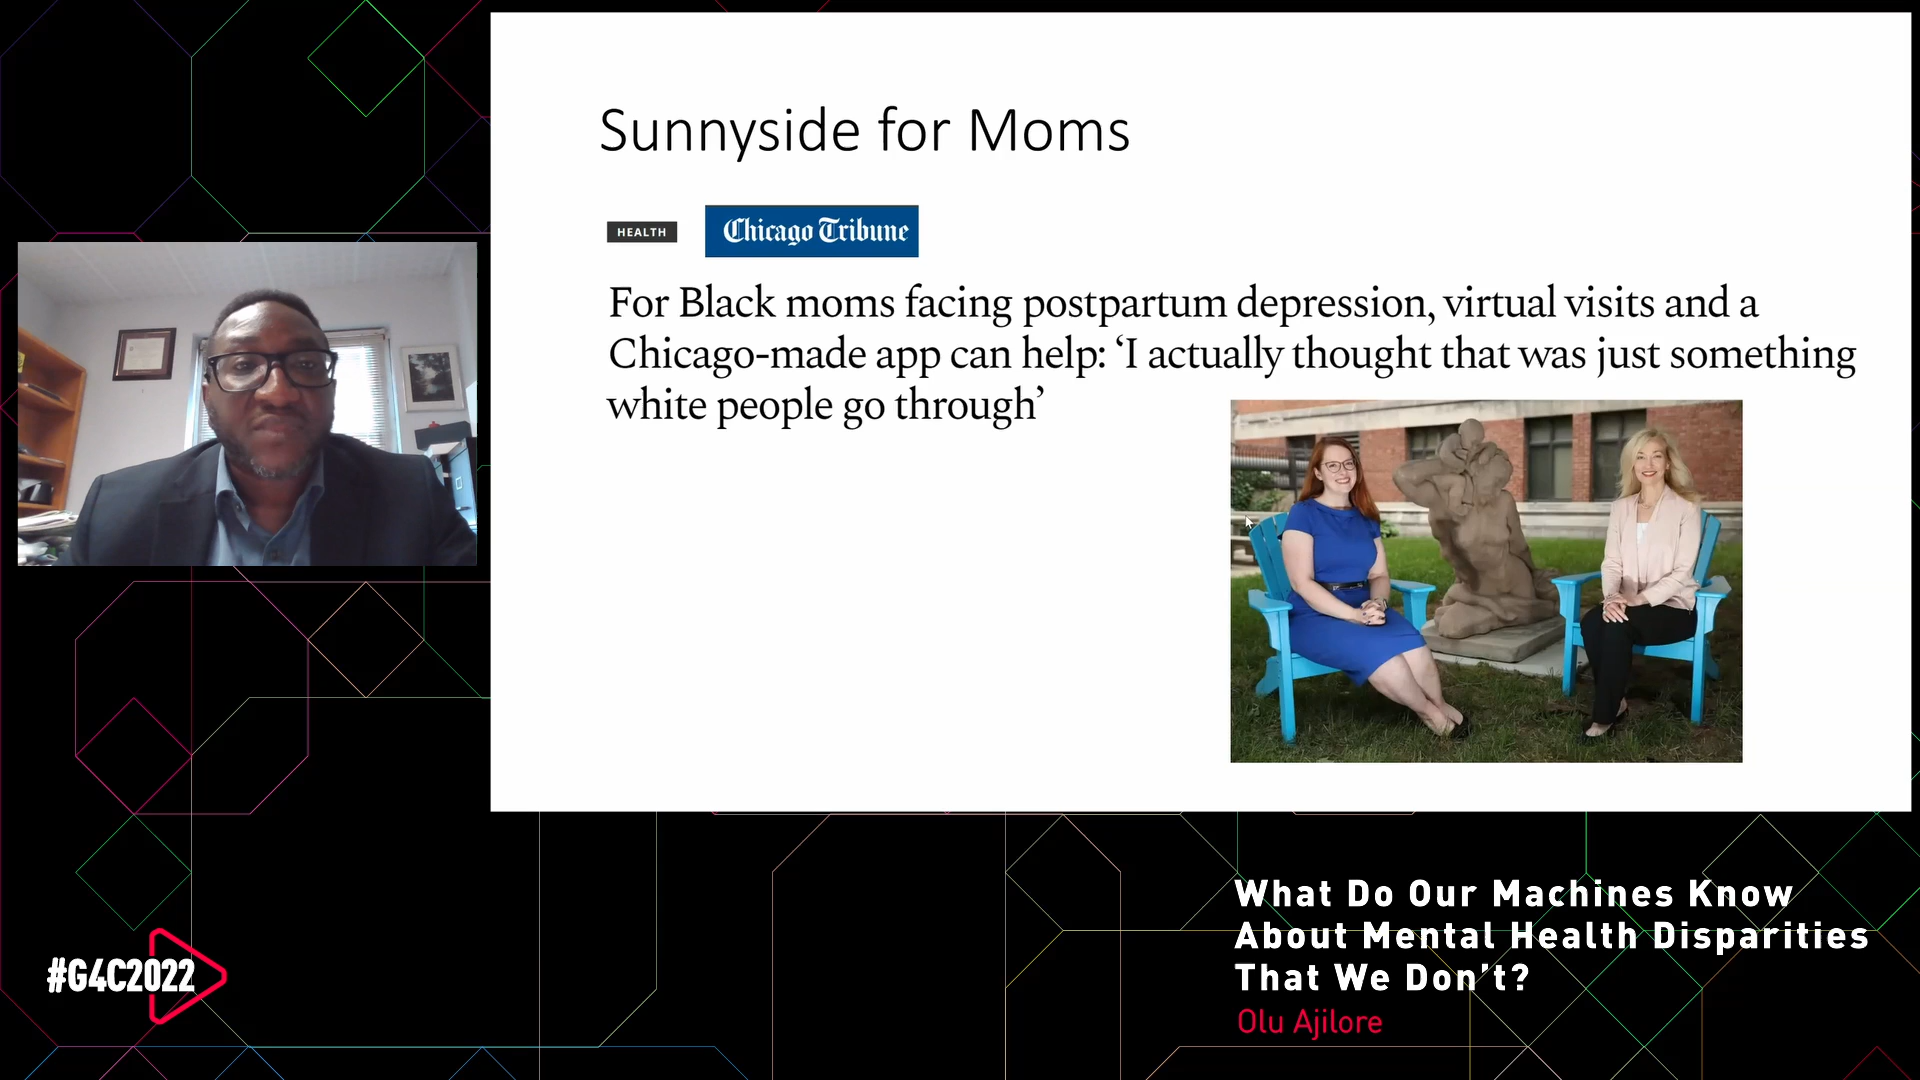 Sunnyside for Moms
HEALTH
Chicago Tribune
For Black moms facing postpartum depression, virtual visits and a
Chicago-made app can help: ‘I actually thought that was just something
white people go through’
What Do Our Machines Know
About Mental Health Disparities
That We Don't?
Olu Ajilore
#G4C2022